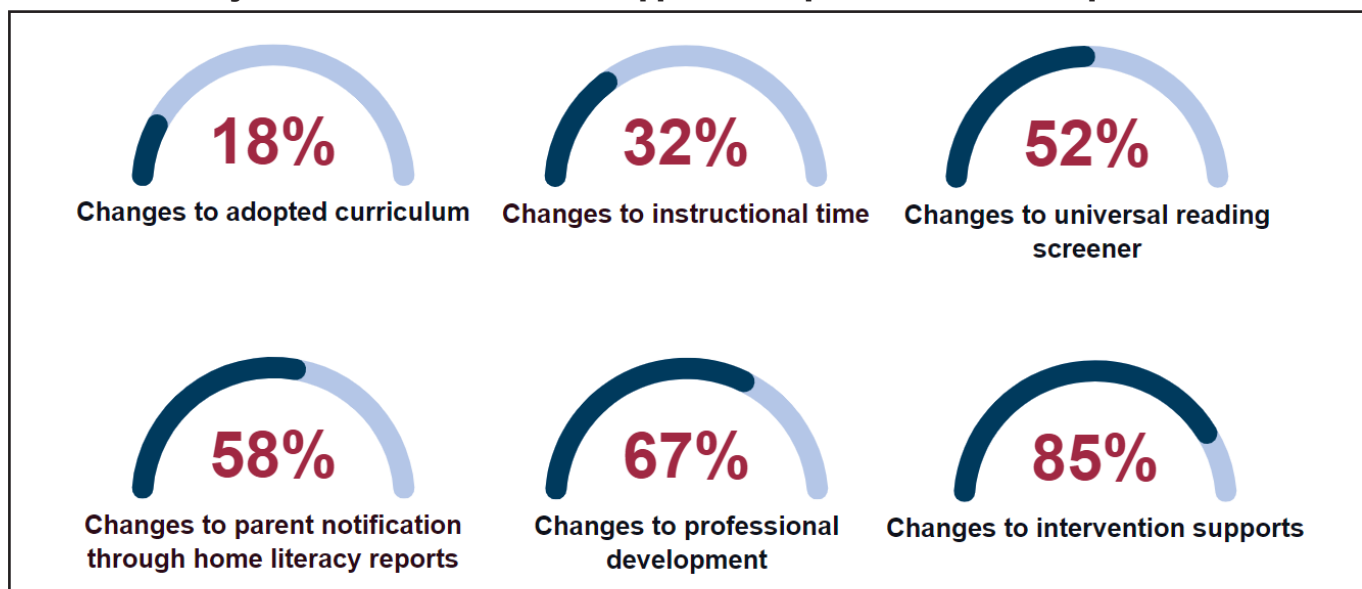 18%
32%
52%
Changes to adopted curriculum
Changes to instructional time
Changes to universal reading
screener
58%
67%
85%
Changes to parent notification
through home literacy reports
Changes to professional
development
Changes to intervention supports